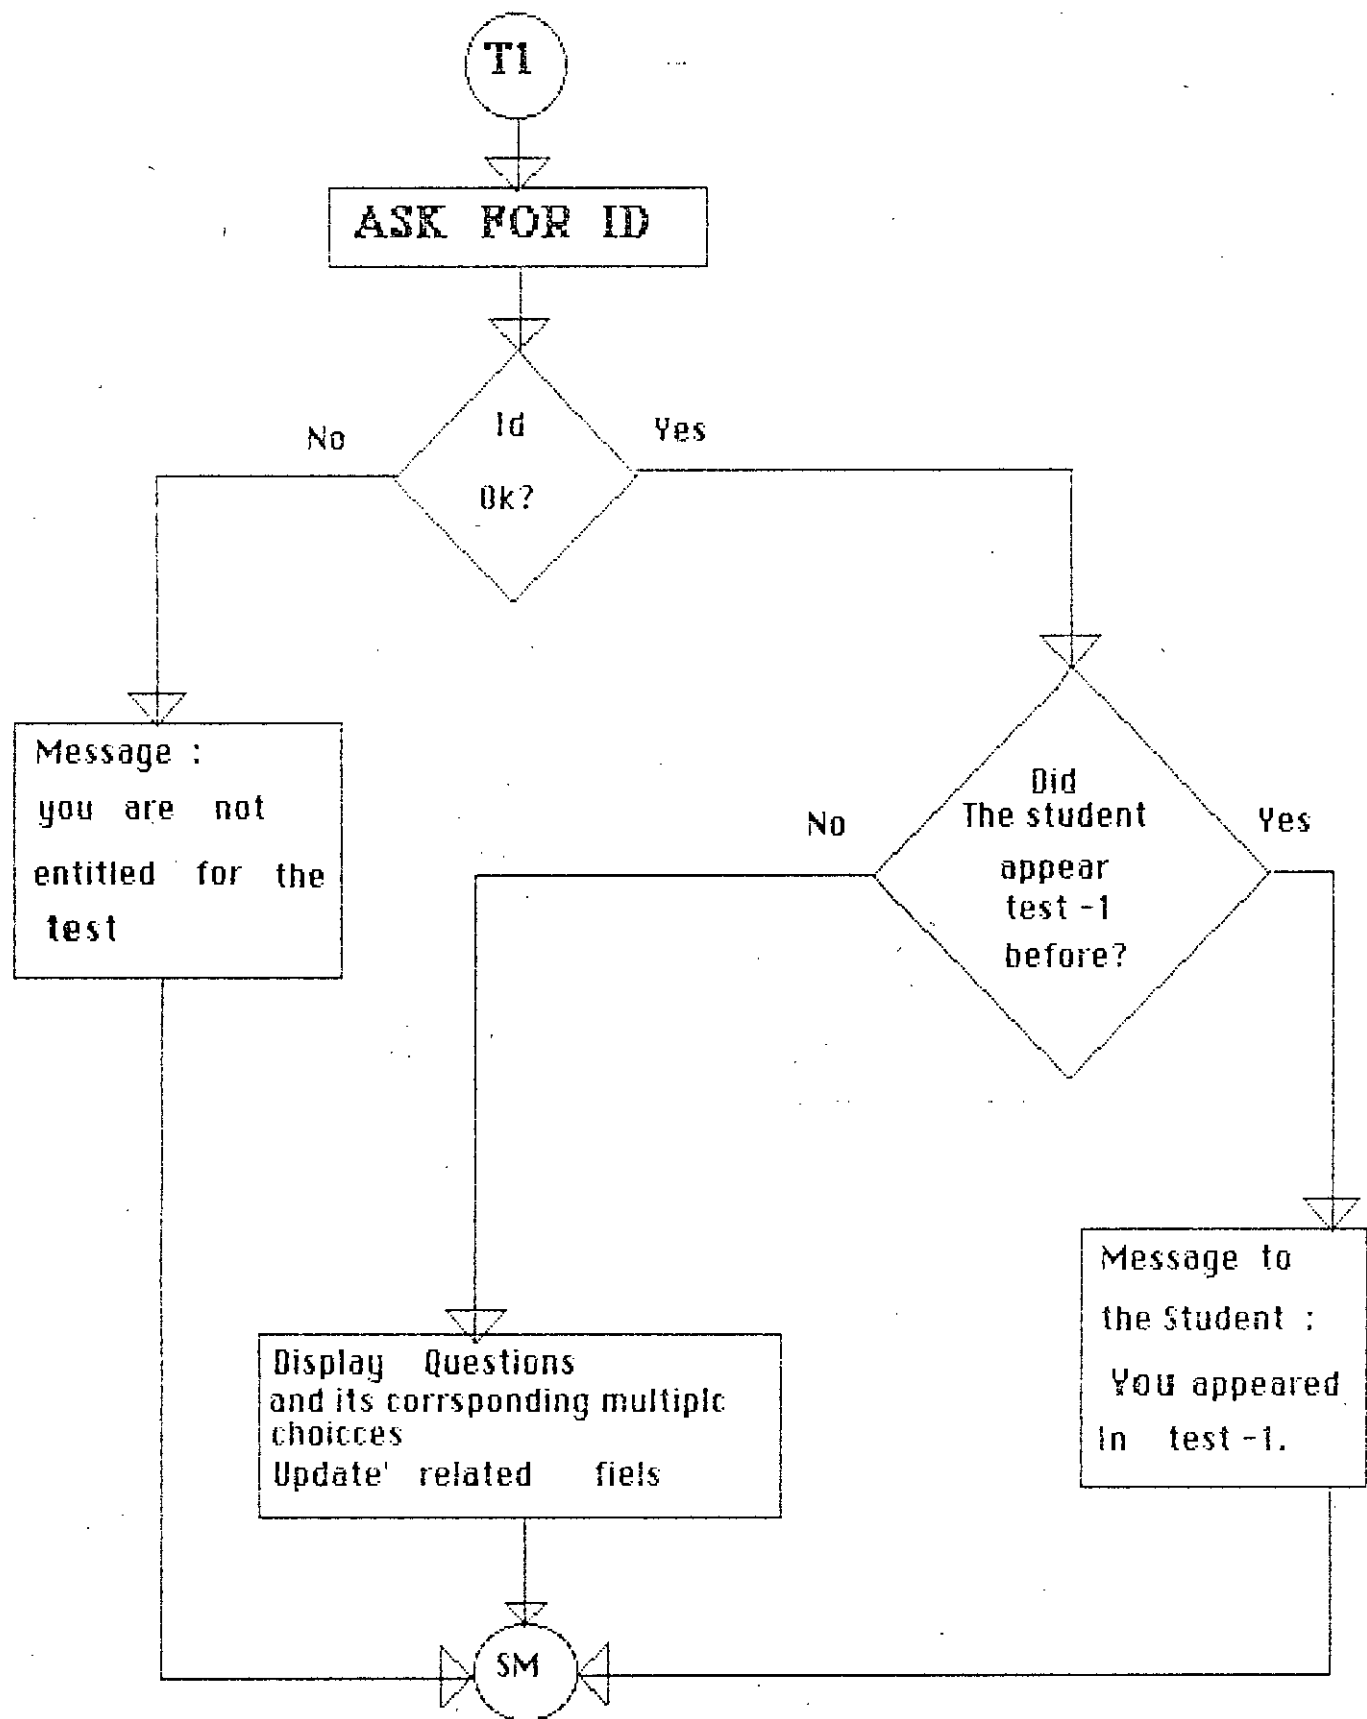 T1
ASK FOR ID
Id
Ok?
No
Yes
Message :
you are not
entitled for the
test
Did
The student
appear
test -1
before?
No
Yes
Display Questions
and its corrsponding multiple
choicces
Update' related fiels
Message to
the Student :
You appeared
In test -1.
SM